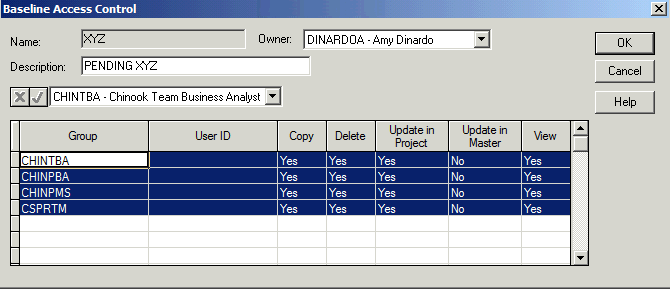 Baseline Access Control
Name: XYZ Owner: DINARDOA - Amy Dinardo OK
Description: PENDING XYZ Cancel
CHINTBA - Chinook Team Business Analyst Help
Group User ID Copy Delete Update in Project Update in Master View
CHINTBA Yes Yes Yes No Yes
CHINPBA Yes Yes Yes No Yes
CHINPMS Yes Yes Yes No Yes
CSPRTM Yes Yes Yes No Yes